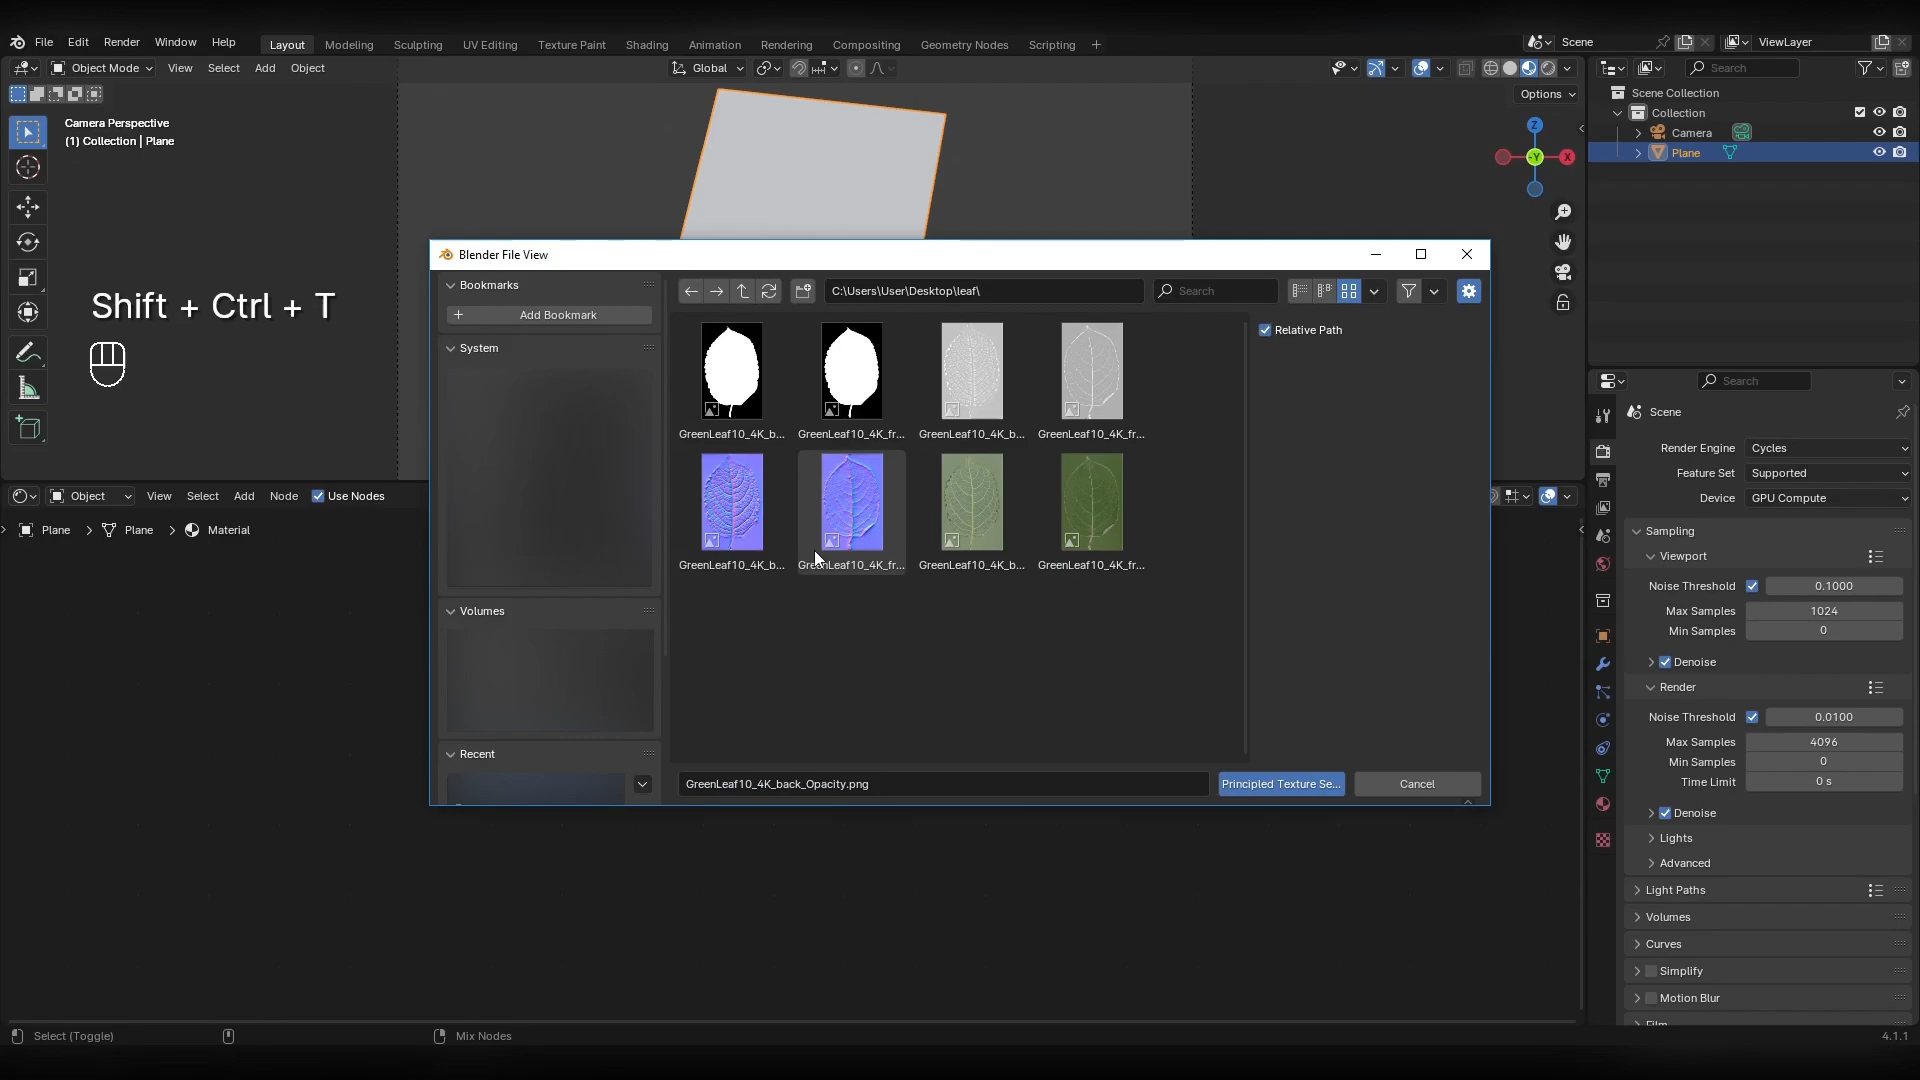 File Edit Render Window Help
Layout Modeling Sculpting UV Editing Texture Paint Shading Animation Rendering Compositing Geometry Nodes Scripting +
Scene
ViewLayer
Object Mode View Select Add Object
Global
Search
Options
Camera Perspective
(1) Collection | Plane
Z
X
-Y
Scene Collection
Collection
Camera
Plane
Shift + Ctrl + T
Blender File View
Bookmarks
Add Bookmark
System
Volumes
Recent
C:\Users\User\Desktop\leaf\
Search
Relative Path
GreenLeaf10_4K_b... GreenLeaf10_4K_fr... GreenLeaf10_4K_b... GreenLeaf10_4K_fr...
GreenLeaf10_4K_b... GreenLeaf10_4K_fr... GreenLeaf10_4K_b... GreenLeaf10_4K_fr...
GreenLeaf10_4K_back_Opacity.png
Principled Texture Se...
Cancel
Object View Select Add Node Use Nodes
Plane > Plane > Material
Search
Scene
Render Engine Cycles
Feature Set Supported
Device GPU Compute
Sampling
Viewport
Noise Threshold 0.1000
Max Samples 1024
Min Samples 0
Denoise
Render
Noise Threshold 0.0100
Max Samples 4096
Min Samples 0
Time Limit 0 s
Denoise
Lights
Advanced
Light Paths
Volumes
Curves
Simplify
Motion Blur
Film
Select (Toggle)
Mix Nodes
4.1.1